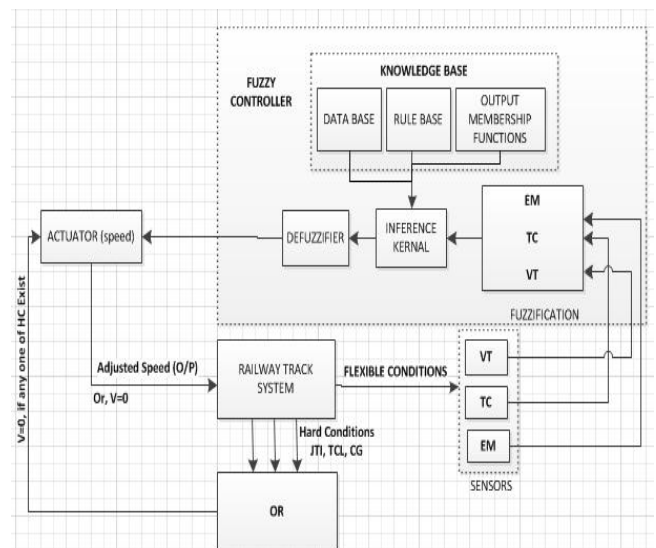 KNOWLEDGE BASE
FUZZY
CONTROLLER
DATA BASE
RULE BASE
OUTPUT
MEMBERSHIP
FUNCTIONS
EM
TC
VT
INFERENCE
KERNAL
DEFUZZIFIER
ACTUATOR (speed)
FUZZIFICATION
V=0, if any one of HC Exist
Adjusted Speed (O/P)
Or, V=0
RAILWAY TRACK
SYSTEM
FLEXIBLE CONDITIONS
VT
TC
EM
SENSORS
Hard Conditions
JTI, TCL, CG
OR